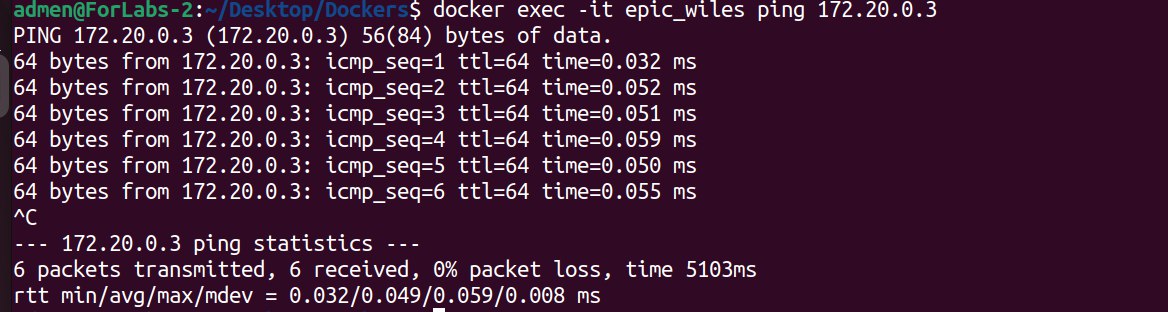 admen@ForLabs-2:~/Desktop/Dockers$ docker exec -it epic_wiles ping 172.20.0.3
PING 172.20.0.3 (172.20.0.3) 56(84) bytes of data.
64 bytes from 172.20.0.3: icmp_seq=1 ttl=64 time=0.032 ms
64 bytes from 172.20.0.3: icmp_seq=2 ttl=64 time=0.052 ms
64 bytes from 172.20.0.3: icmp_seq=3 ttl=64 time=0.051 ms
64 bytes from 172.20.0.3: icmp_seq=4 ttl=64 time=0.059 ms
64 bytes from 172.20.0.3: icmp_seq=5 ttl=64 time=0.050 ms
64 bytes from 172.20.0.3: icmp_seq=6 ttl=64 time=0.055 ms
^C
--- 172.20.0.3 ping statistics ---
6 packets transmitted, 6 received, 0% packet loss, time 5103ms
rtt min/avg/max/mdev = 0.032/0.049/0.059/0.008 ms